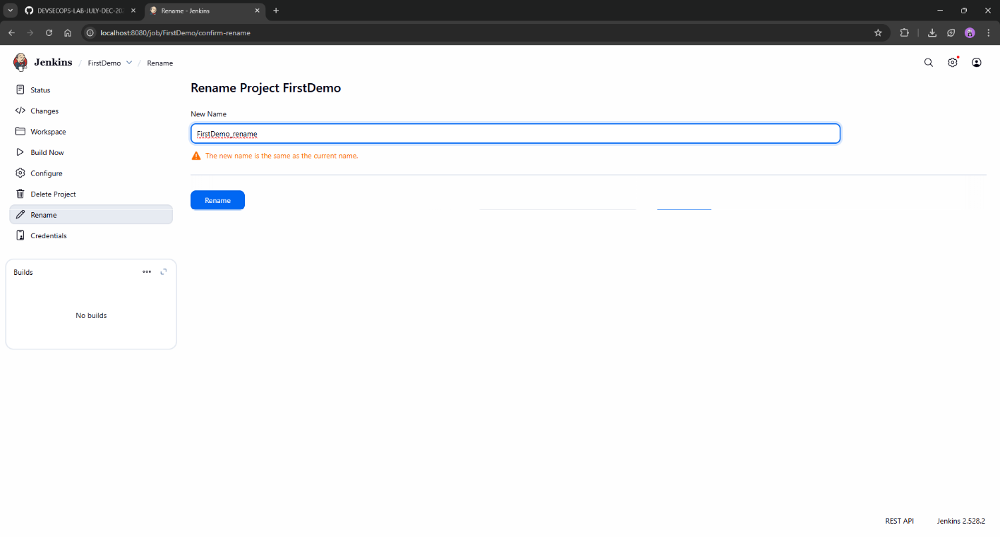 DEVSECOPS-LAB-JULY-DEC-20
Rename - Jenkins
localhost:8080/job/FirstDemo/confirm-rename
Jenkins / FirstDemo / Rename
Status
Changes
Workspace
Build Now
Configure
Delete Project
Rename
Credentials
Builds
No builds
Rename Project FirstDemo
New Name
FirstDemo_rename
The new name is the same as the current name.
Rename
REST API
Jenkins 2.528.2